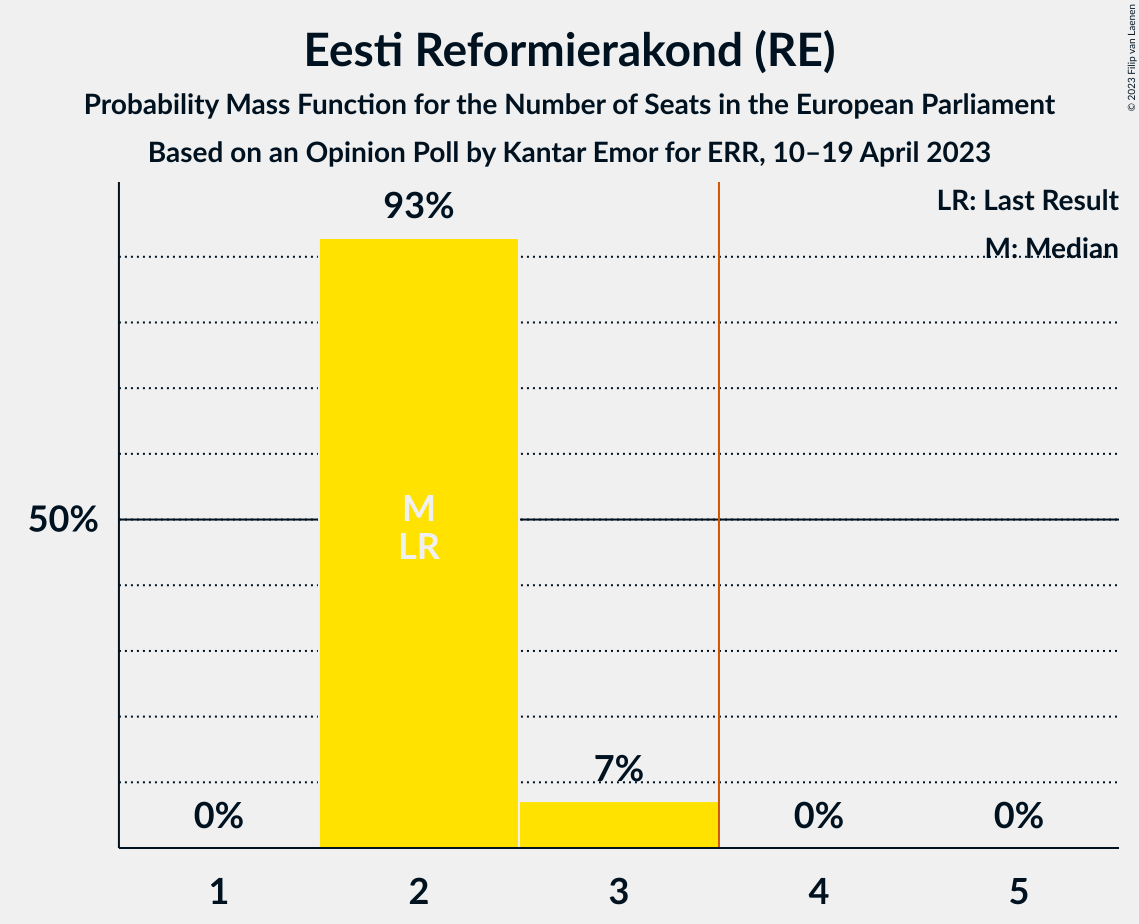 Eesti Reformierakond (RE)
Probability Mass Function for the Number of Seats in the European Parliament
Based on an Opinion Poll by Kantar Emor for ERR, 10–19 April 2023
© 2023 Filip van Laenen
LR: Last Result
M: Median
93%
50%
M
LR
7%
0%
0%
0%
1
2
3
4
5